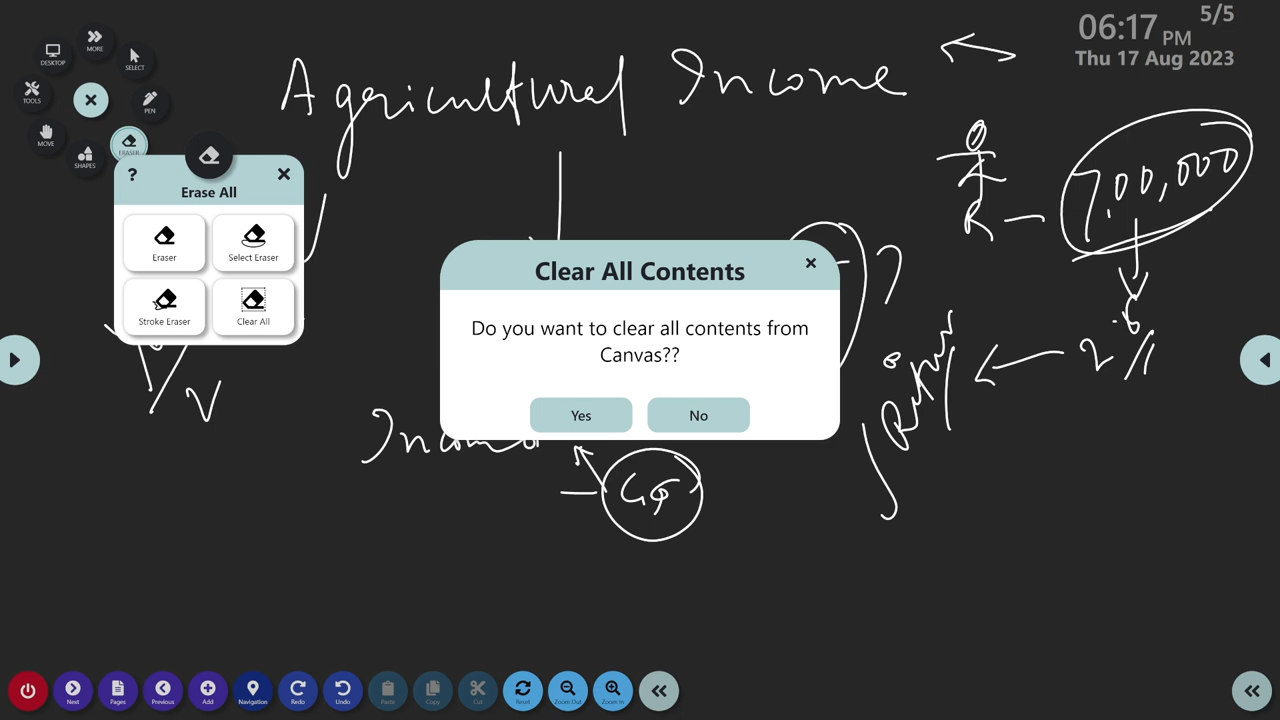 5/5
06:17 PM
Thu 17 Aug 2023
MORE
DESKTOP
SELECT
TOOLS
PEN
MOVE
ERASER
SHAPES
Agricultural Income
7,00,000
R
? Erase All
Eraser
Select Eraser
Stroke Eraser
Clear All
Clear All Contents
Do you want to clear all contents from
Canvas??
Yes
No
?
2%
Next
Pages
Previous
Add
Navigation
Redo
Undo
Paste
Copy
Cut
Reset
Zoom Out
Zoom In